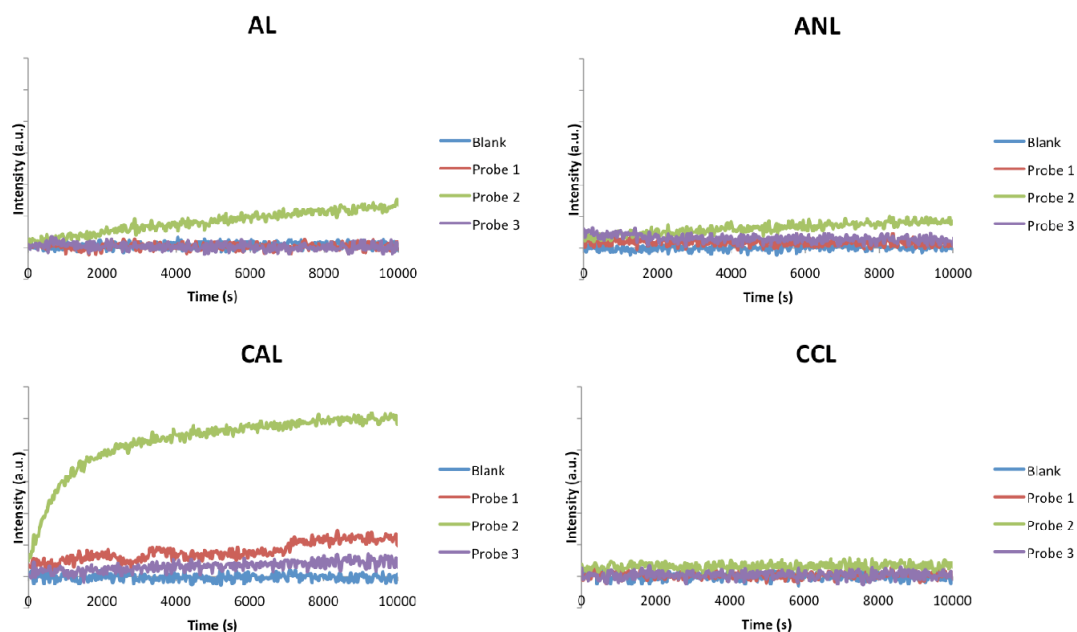 AL
Intensity (a.u.)
Blank
Probe 1
Probe 2
Probe 3
0 2000 4000 6000 8000 10000
Time (s)
ANL
Intensity (a.u.)
Blank
Probe 1
Probe 2
Probe 3
0 2000 4000 6000 8000 10000
Time (s)
CAL
Intensity (a.u.)
Blank
Probe 1
Probe 2
Probe 3
0 2000 4000 6000 8000 10000
Time (s)
CCL
Intensity (a.u.)
Blank
Probe 1
Probe 2
Probe 3
0 2000 4000 6000 8000 10000
Time (s)